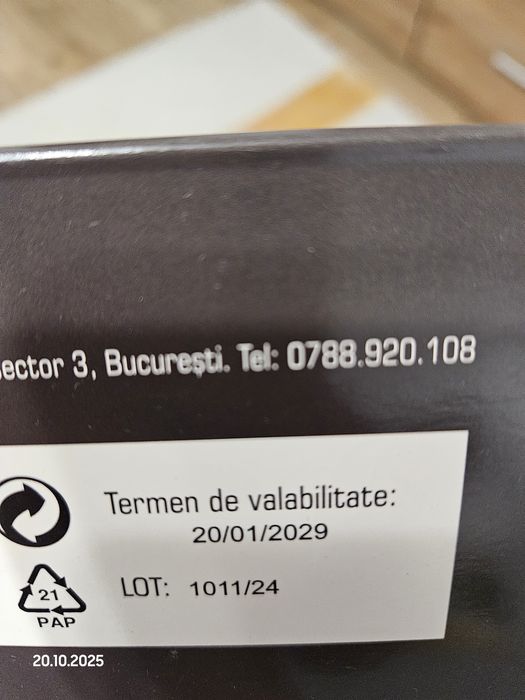 Sector 3, București. Tel: 0788.920.108
Termen de valabilitate:
20/01/2029
LOT: 1011/24
21
PAP
20.10.2025